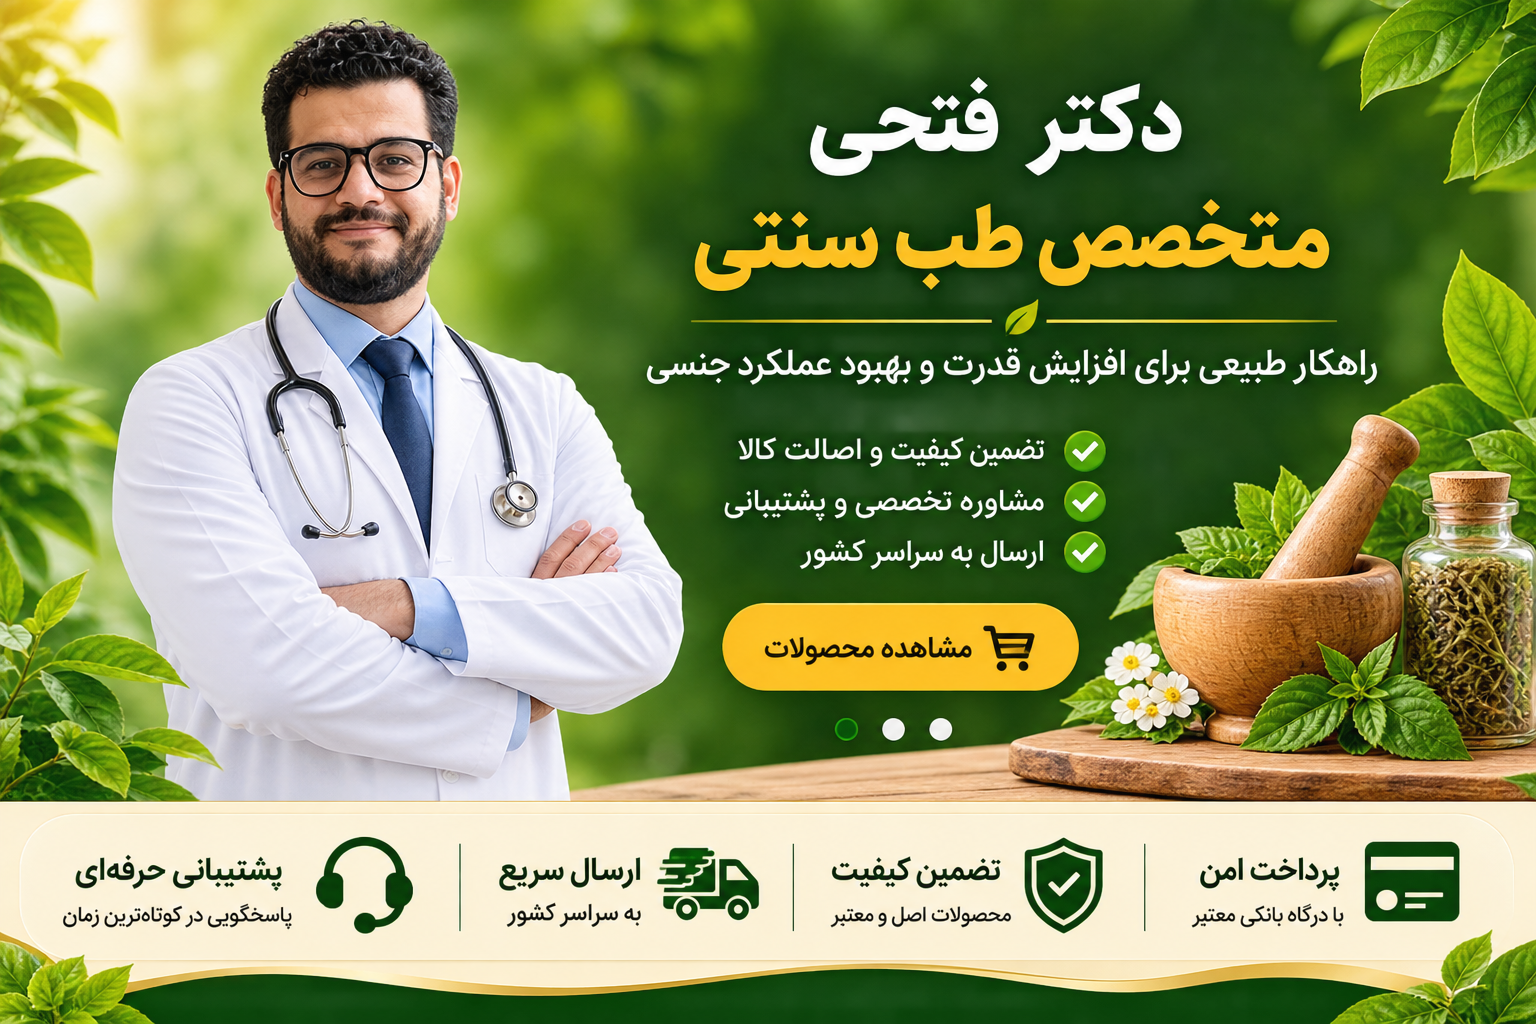 دکتر فتحی
متخصص طب سنتی
راهکار طبیعی برای افزایش قدرت و بهبود عملکرد جنسی
تضمین کیفیت و اصالت کالا
مشاوره تخصصی و پشتیبانی
ارسال به سراسر کشور
مشاهده محصولات
پرداخت امن
با درگاه بانکی معتبر
تضمین کیفیت
محصولات اصل و معتبر
ارسال سریع
به سراسر کشور
پشتیبانی حرفه‌ای
پاسخگویی در کوتاه‌ترین زمان